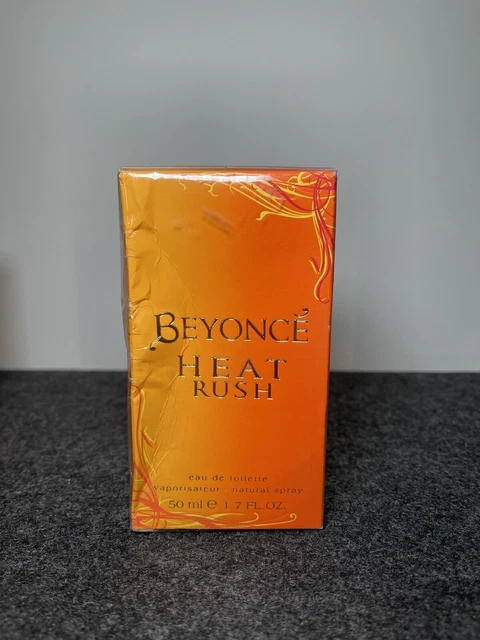 BEYONCÉ
HEAT
RUSH
eau de toilette
vaporisateur · natural spray
50 ml ℮ 1.7 FL.OZ.